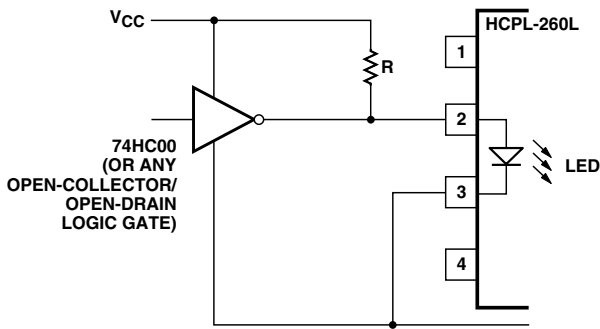 VCC
HCPL-260L
1
R
2
74HC00
(OR ANY
OPEN-COLLECTOR/
OPEN-DRAIN
LOGIC GATE)
LED
3
4